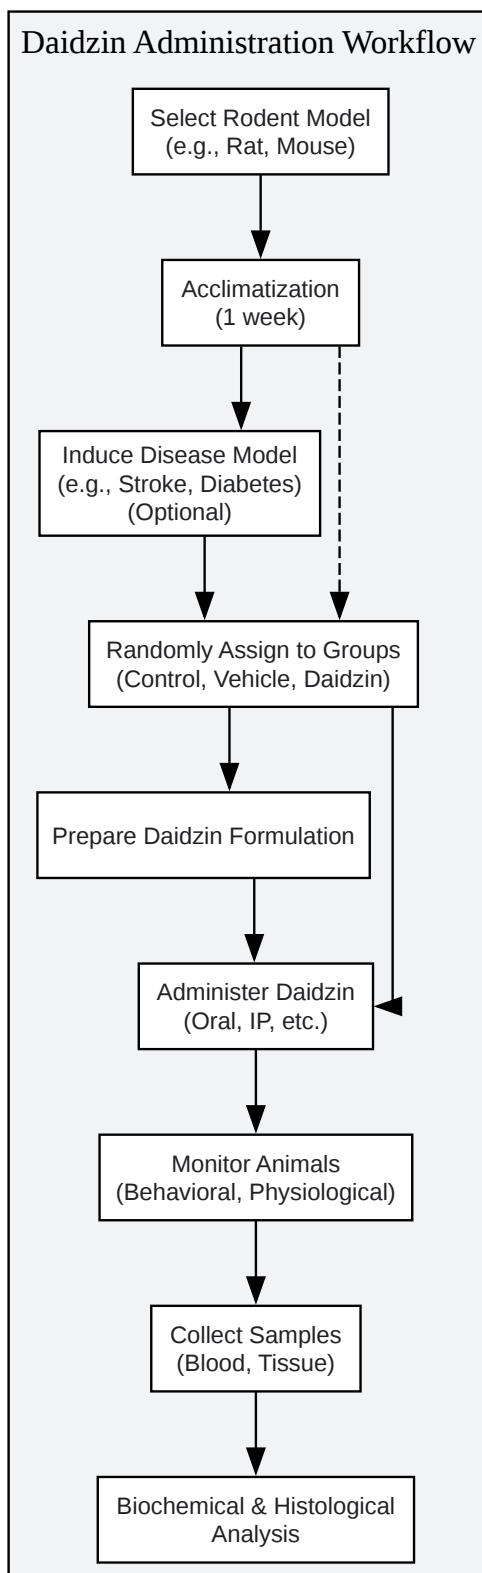 Daidzin Administration Workflow
Select Rodent Model
(e.g., Rat, Mouse)
Acclimatization
(1 week)
Induce Disease Model
(e.g., Stroke, Diabetes)
(Optional)
Randomly Assign to Groups
(Control, Vehicle, Daidzin)
Prepare Daidzin Formulation
Administer Daidzin
(Oral, IP, etc.)
Monitor Animals
(Behavioral, Physiological)
Collect Samples
(Blood, Tissue)
Biochemical & Histological
Analysis